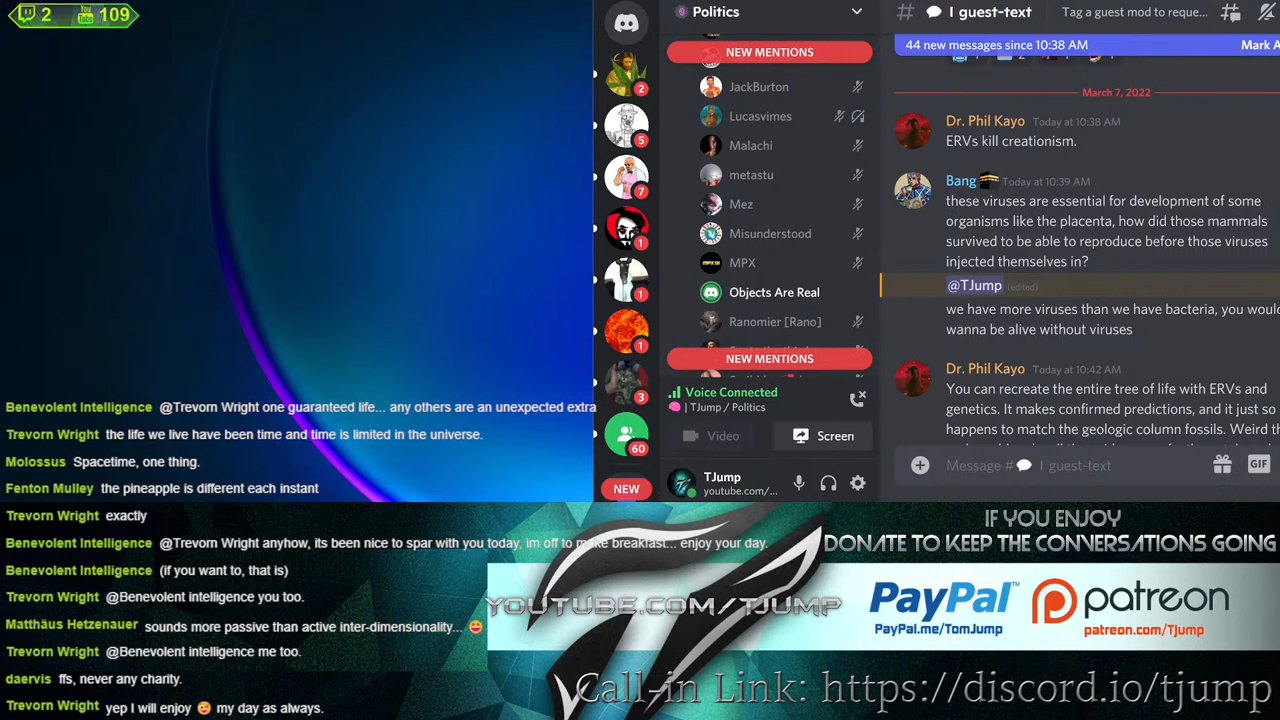 2 You Tube 109
Benevolent Intelligence @Trevorn Wright one guaranteed life... any others are an unexpected extra
Trevorn Wright the life we live have been time and time is limited in the universe.
Molossus Spacetime, one thing.
Fenton Mulley the pineapple is different each instant
Trevorn Wright exactly
Benevolent Intelligence @Trevorn Wright anyhow, its been nice to spar with you today, im off to make breakfast... enjoy your day.
Benevolent Intelligence (if you want to, that is)
Trevorn Wright @Benevolent intelligence you too.
Matthäus Hetzenauer sounds more passive than active inter-dimensionality... 😄
Trevorn Wright @Benevolent intelligence me too.
daervis ffs, never any charity.
Trevorn Wright yep I will enjoy 😋 my day as always.
2
5
7
1
1
1
3
60
NEW
Politics
NEW MENTIONS
JackBurton
Lucasvimes
Malachi
metastu
Mez
Misunderstood
MPX
Objects Are Real
Ranomier [Rano]
NEW MENTIONS
Voice Connected
🧠 | TJump / Politics
Video
Screen
TJump
youtube.com/...
# 💬 I guest-text
Tag a guest mod to reque...
44 new messages since 10:38 AM
Mark A
March 7, 2022
Dr. Phil Kayo Today at 10:38 AM
ERVs kill creationism.
Bang 🕋 Today at 10:39 AM
these viruses are essential for development of some
organisms like the placenta, how did those mammals
survived to be able to reproduce before those viruses
injected themselves in?
@TJump (edited)
we have more viruses than we have bacteria, you would
wanna be alive without viruses
Dr. Phil Kayo Today at 10:42 AM
You can recreate the entire tree of life with ERVs and
genetics. It makes confirmed predictions, and it just so
happens to match the geologic column fossils. Weird th
Message # 💬 I guest-text
GIF
IF YOU ENJOY
DONATE TO KEEP THE CONVERSATIONS GOING
YOUTUBE.COM/TJUMP
PayPal™
PayPal.me/TomJump
patreon
patreon.com/Tjump
Call-in Link: https://discord.io/tjump